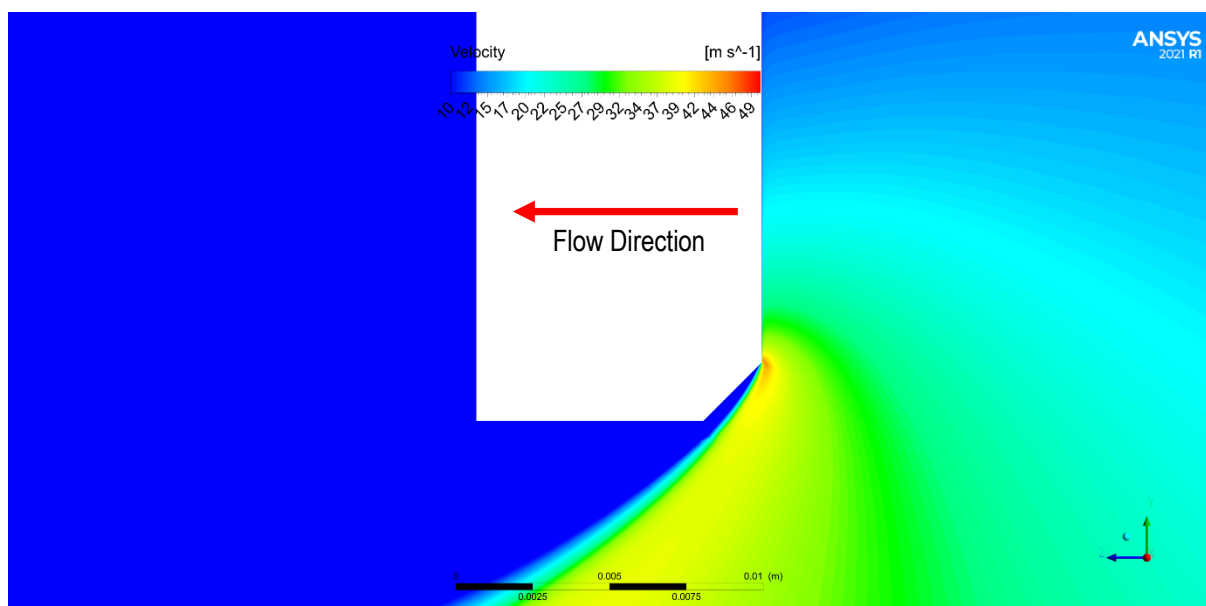 Velocity [m s^-1]
10 12 15 17 20 22 25 27 29 32 34 37 39 42 44 46 49
ANSYS
2021 R1
Flow Direction
Y
Z
0 0.005 0.01 (m)
0.0025 0.0075